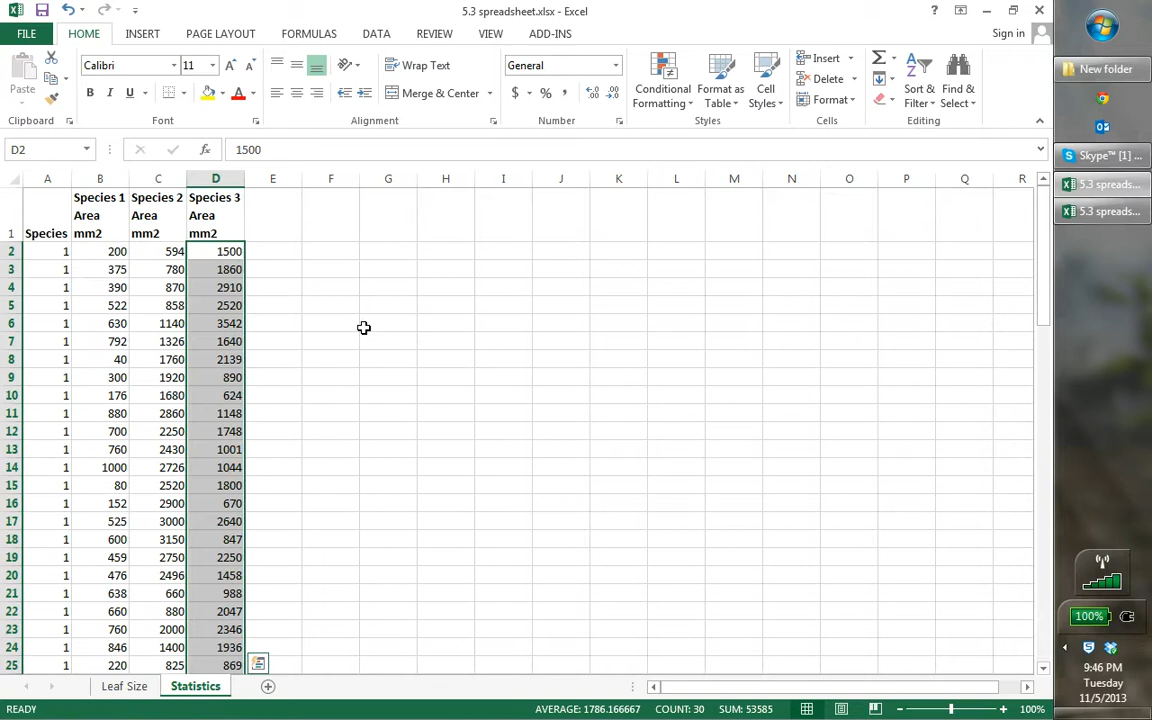 5.3 spreadsheet.xlsx - Excel
?
FILE HOME INSERT PAGE LAYOUT FORMULAS DATA REVIEW VIEW ADD-INS Sign in
Paste
Calibri 11
B I U
A
Wrap Text
Merge & Center
General
$ % ,
Conditional Formatting
Format as Table
Cell Styles
Insert
Delete
Format
Sort & Filter
Find & Select
Clipboard Font Alignment Number Styles Cells Editing
D2 fx 1500
A B C D E F G H I J K L M N O P Q R
Species 1 Species 2 Species 3
Area Area Area
1 Species mm2 mm2 mm2
2 1 200 594 1500
3 1 375 780 1860
4 1 390 870 2910
5 1 522 858 2520
6 1 630 1140 3542
7 1 792 1326 1640
8 1 40 1760 2139
9 1 300 1920 890
10 1 176 1680 624
11 1 880 2860 1148
12 1 700 2250 1748
13 1 760 2430 1001
14 1 1000 2726 1044
15 1 80 2520 1800
16 1 152 2900 670
17 1 525 3000 2640
18 1 600 3150 847
19 1 459 2750 2250
20 1 476 2496 1458
21 1 638 660 988
22 1 660 880 2047
23 1 760 2000 2346
24 1 846 1400 1936
25 1 220 825 869
Leaf Size Statistics
READY AVERAGE: 1786.166667 COUNT: 30 SUM: 53585 100%
New folder
Skype™ [1] ...
5.3 spreads...
5.3 spreads...
100%
9:46 PM
Tuesday
11/5/2013